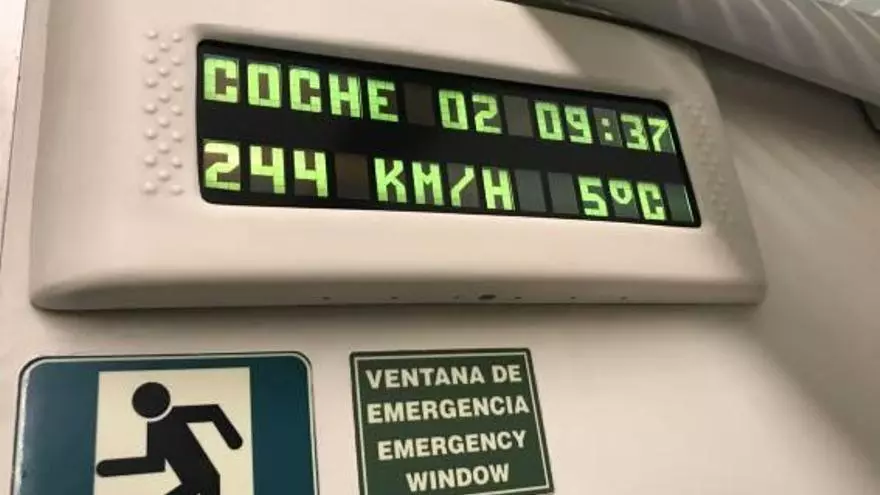 COCHE 02 09:37
244 KM/H 5ºC
VENTANA DE
EMERGENCIA
EMERGENCY
WINDOW